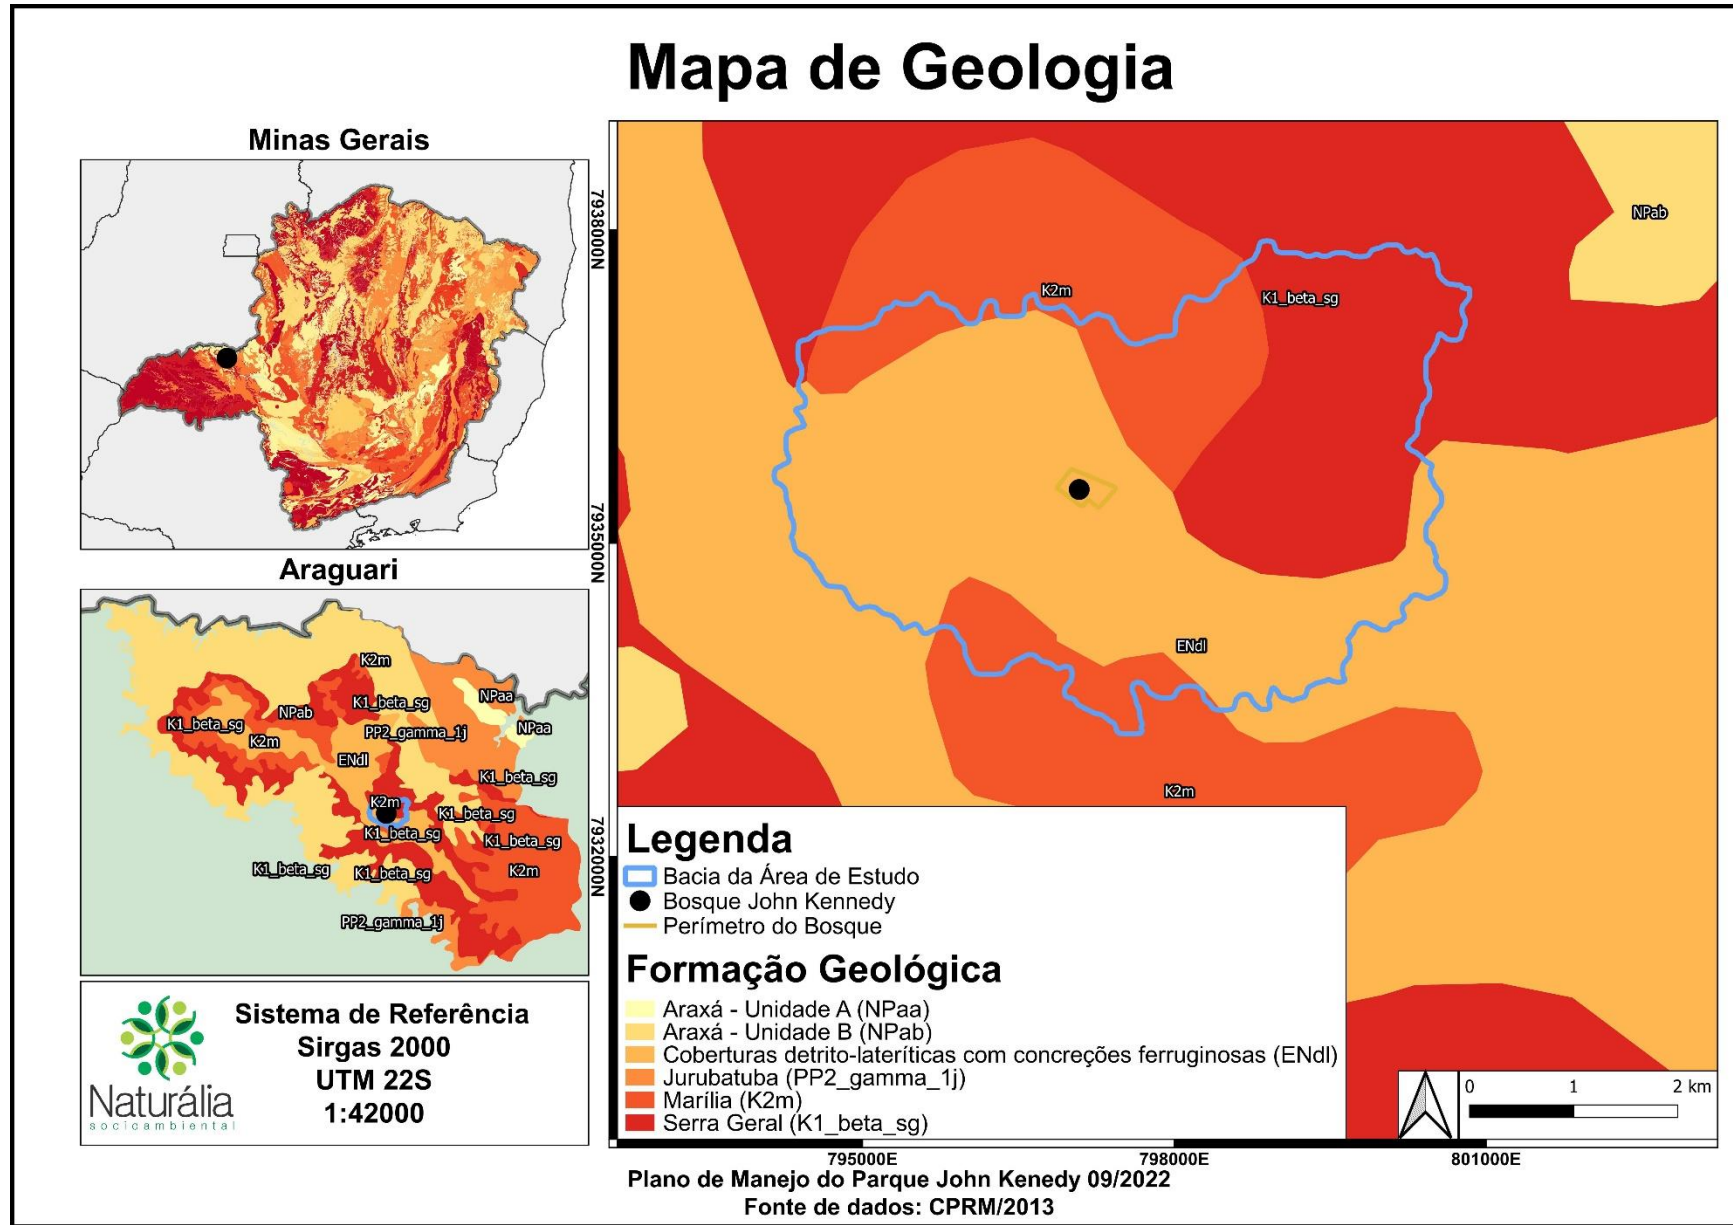 Mapa de Geologia
Minas Gerais
Araguari
K2m
NPaa
K1_beta_sg
NPab
K1_beta_sg
PP2_gamma_1j
NPaa
K2m
ENdl
K1_beta_sg
K2m
K1_beta_sg
K1_beta_sg
K1_beta_sg
K1_beta_sg
K1_beta_sg
K2m
PP2_gamma_1j
Naturália
socioambiental
Sistema de Referência
Sirgas 2000
UTM 22S
1:42000
7938000N
7935000N
7932000N
NPab
K2m
K1_beta_sg
ENdl
K2m
Legenda
Bacia da Área de Estudo
Bosque John Kennedy
Perímetro do Bosque
Formação Geológica
Araxá - Unidade A (NPaa)
Araxá - Unidade B (NPab)
Coberturas detrito-lateríticas com concreções ferruginosas (ENdl)
Jurubatuba (PP2_gamma_1j)
Marília (K2m)
Serra Geral (K1_beta_sg)
0 1 2 km
795000E 798000E 801000E
Plano de Manejo do Parque John Kenedy 09/2022
Fonte de dados: CPRM/2013